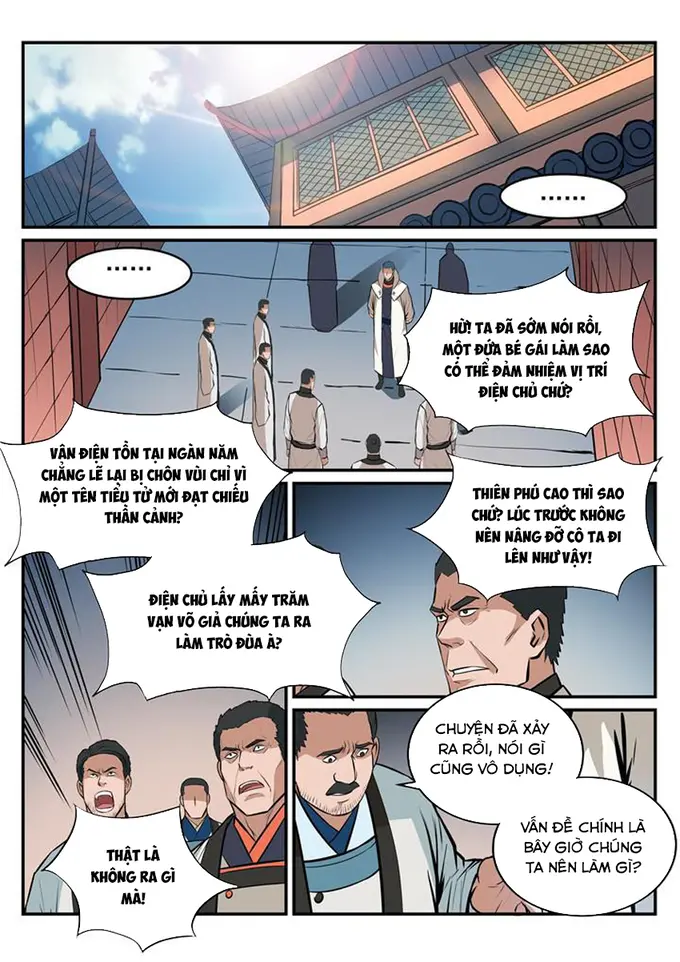 ......
......
HỪ! TA ĐÃ SỚM NÓI RỒI,
MỘT ĐỨA BÉ GÁI LÀM SAO
CÓ THỂ ĐẢM NHIỆM VỊ TRÍ
ĐIỆN CHỦ CHỨ?
VẬN ĐIỆN TỒN TẠI NGÀN NĂM
CHẲNG LẼ LẠI BỊ CHÔN VÙI CHỈ VÌ
MỘT TÊN TIỂU TỬ MỚI ĐẠT CHIẾU
THẦN CẢNH?
THIÊN PHÚ CAO THÌ SAO
CHỨ? LÚC TRƯỚC KHÔNG
NÊN NÂNG ĐỠ CÔ TA ĐI
LÊN NHƯ VẬY!
ĐIỆN CHỦ LẤY MẤY TRĂM
VẠN VÕ GIẢ CHÚNG TA RA
LÀM TRÒ ĐÙA À?
THẬT LÀ
KHÔNG RA GÌ
MÀ!
CHUYỆN ĐÃ XẢY
RA RỒI, NÓI GÌ
CŨNG VÔ DỤNG!
VẤN ĐỀ CHÍNH LÀ
BÂY GIỜ CHÚNG
TA NÊN LÀM GÌ?